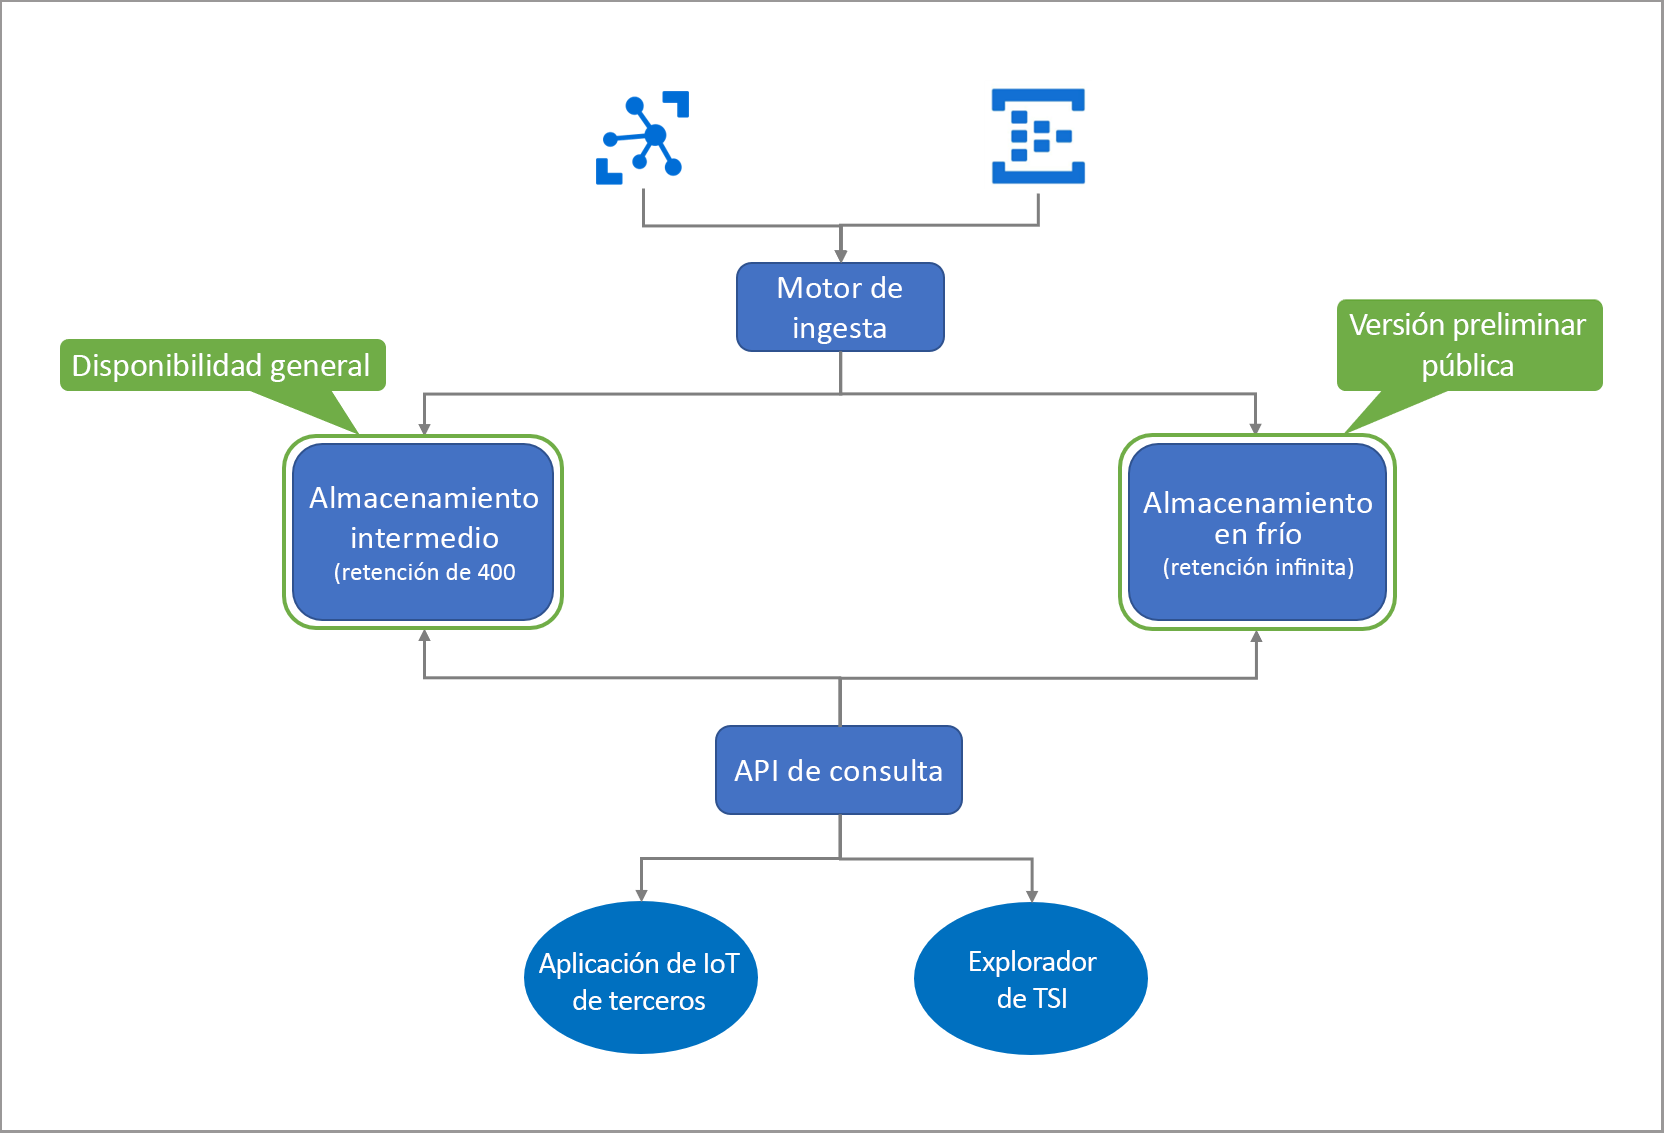 Motor de
ingesta
Disponibilidad general
Versión preliminar
pública
Almacenamiento
intermedio
(retención de 400
Almacenamiento
en frío
(retención infinita)
API de consulta
Aplicación de IoT
de terceros
Explorador
de TSI